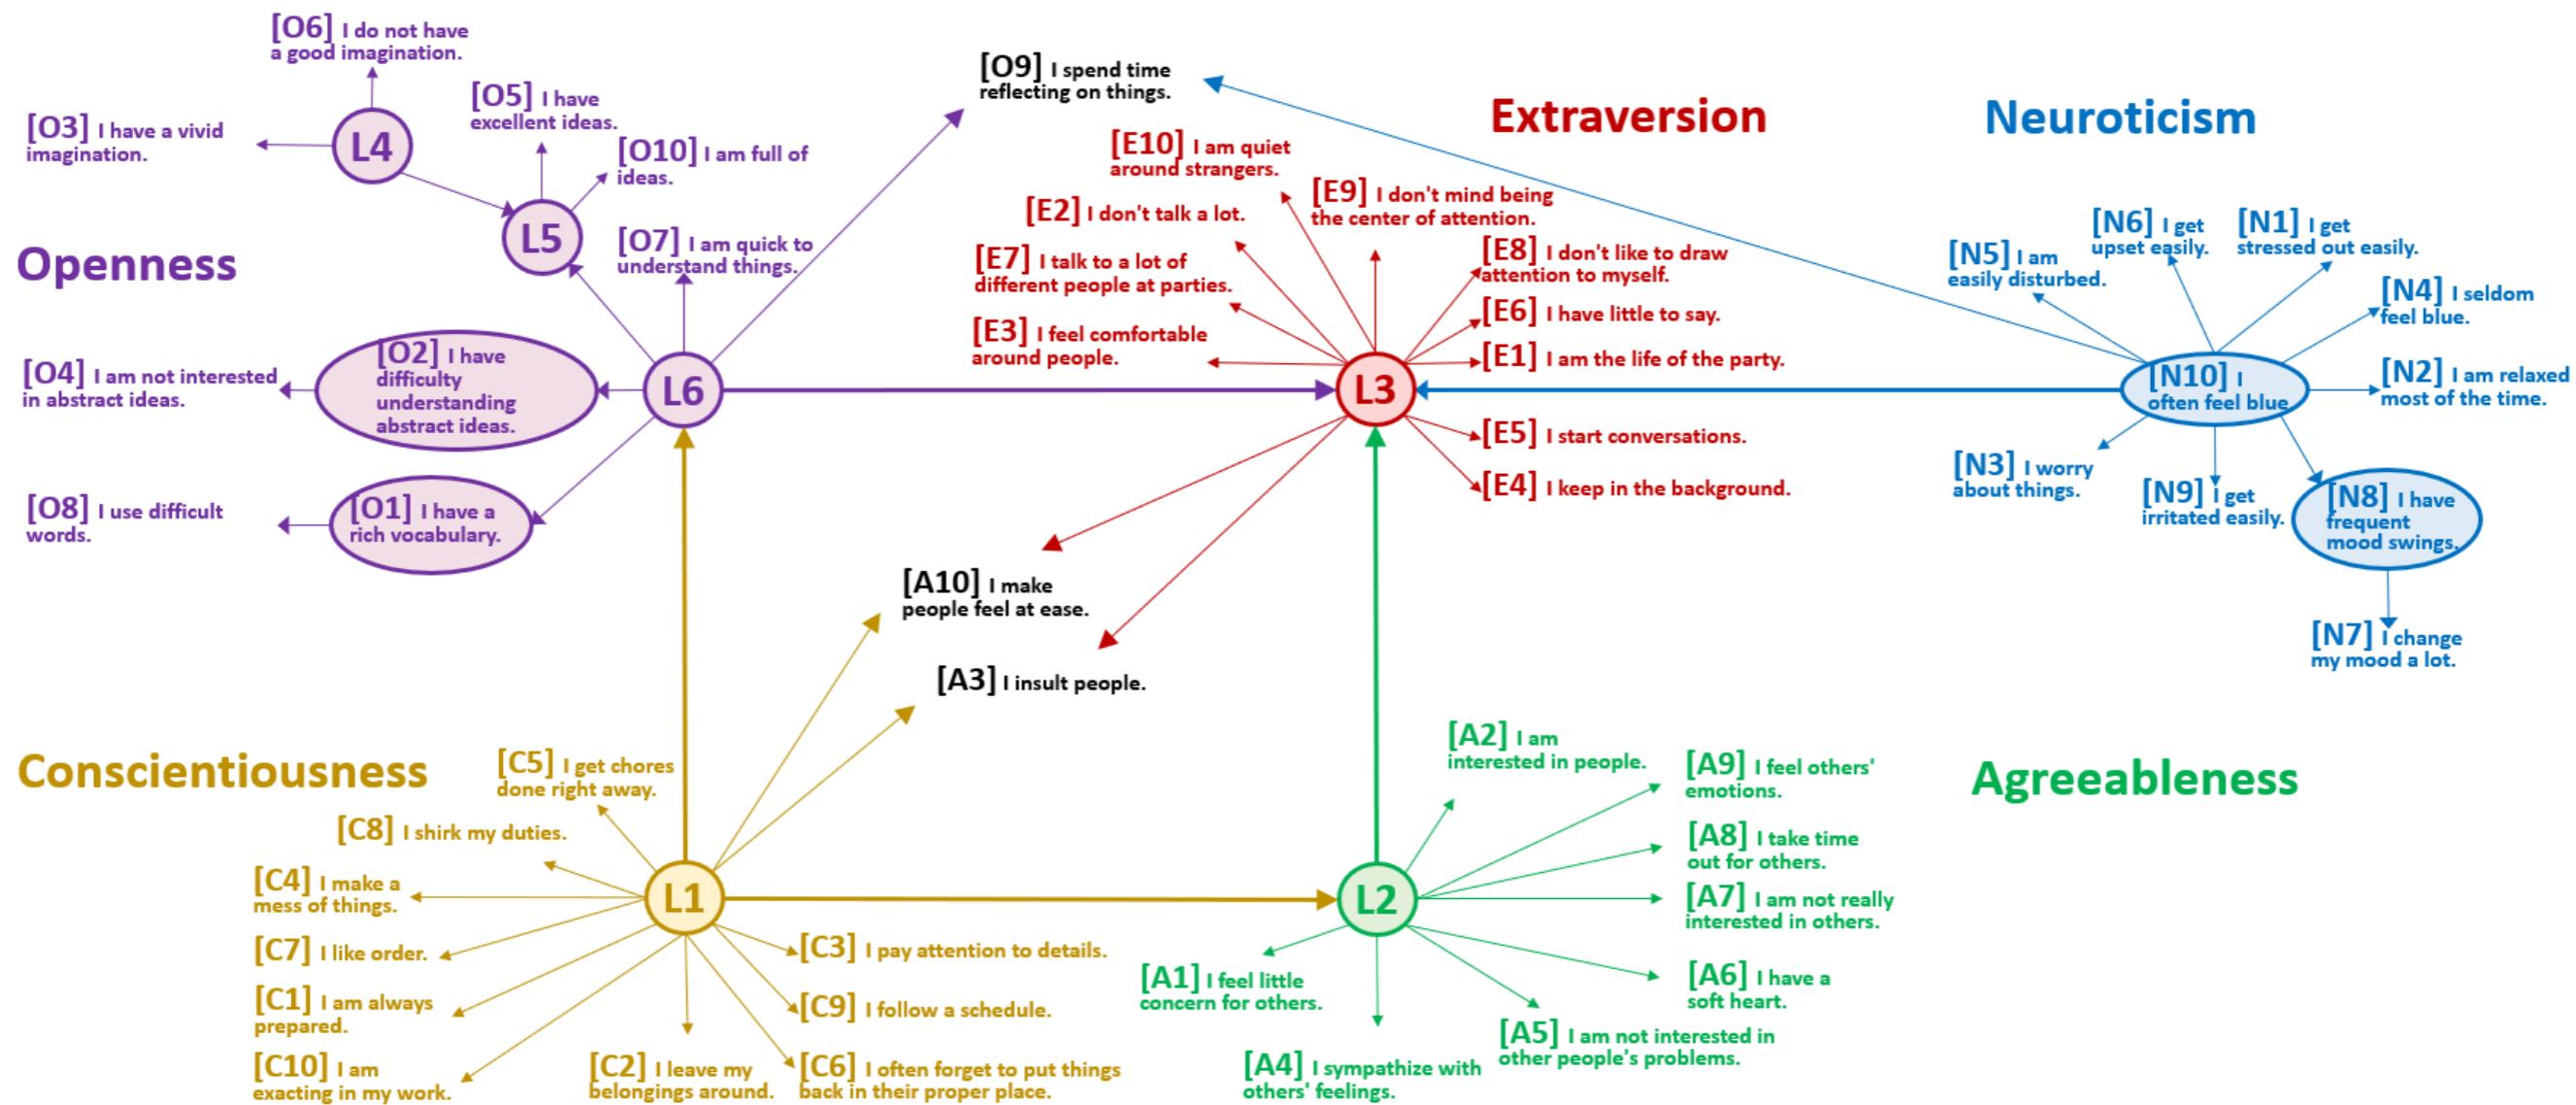 [O6] I do not have
a good imagination.
[O3] I have a vivid
imagination.
L4
[O5] I have
excellent ideas.
[O10] I am full of
ideas.
L5
[O7] I am quick to
understand things.
Openness
[O4] I am not interested
in abstract ideas.
[O2] I have
difficulty
understanding
abstract ideas.
L6
[O8] I use difficult
words.
[O1] I have a
rich vocabulary.
[O9] I spend time
reflecting on things.
Extraversion
[E10] I am quiet
around strangers.
[E9] I don't mind being
the center of attention.
[E2] I don't talk a lot.
[E8] I don't like to draw
attention to myself.
[E7] I talk to a lot of
different people at parties.
[E6] I have little to say.
[E3] I feel comfortable
around people.
[E1] I am the life of the party.
L3
[E5] I start conversations.
[E4] I keep in the background.
Neuroticism
[N6] I get
upset easily.
[N1] I get
stressed out easily.
[N5] I am
easily disturbed.
[N4] I seldom
feel blue.
[N10] I
often feel blue
[N2] I am relaxed
most of the time.
[N3] I worry
about things.
[N9] I get
irritated easily.
[N8] I have
frequent
mood swings.
[N7] I change
my mood a lot.
[A10] I make
people feel at ease.
[A3] I insult people.
Conscientiousness
[C5] I get chores
done right away.
[C8] I shirk my duties.
[C4] I make a
mess of things.
L1
[C7] I like order.
[C3] I pay attention to details.
[C1] I am always
prepared.
[C9] I follow a schedule.
[C10] I am
exacting in my work.
[C2] I leave my
belongings around.
[C6] I often forget to put things
back in their proper place.
Agreeableness
[A2] I am
interested in people.
[A9] I feel others'
emotions.
[A8] I take time
out for others.
L2
[A7] I am not really
interested in others.
[A1] I feel little
concern for others.
[A6] I have a
soft heart.
[A5] I am not interested in
other people's problems.
[A4] I sympathize with
others' feelings.